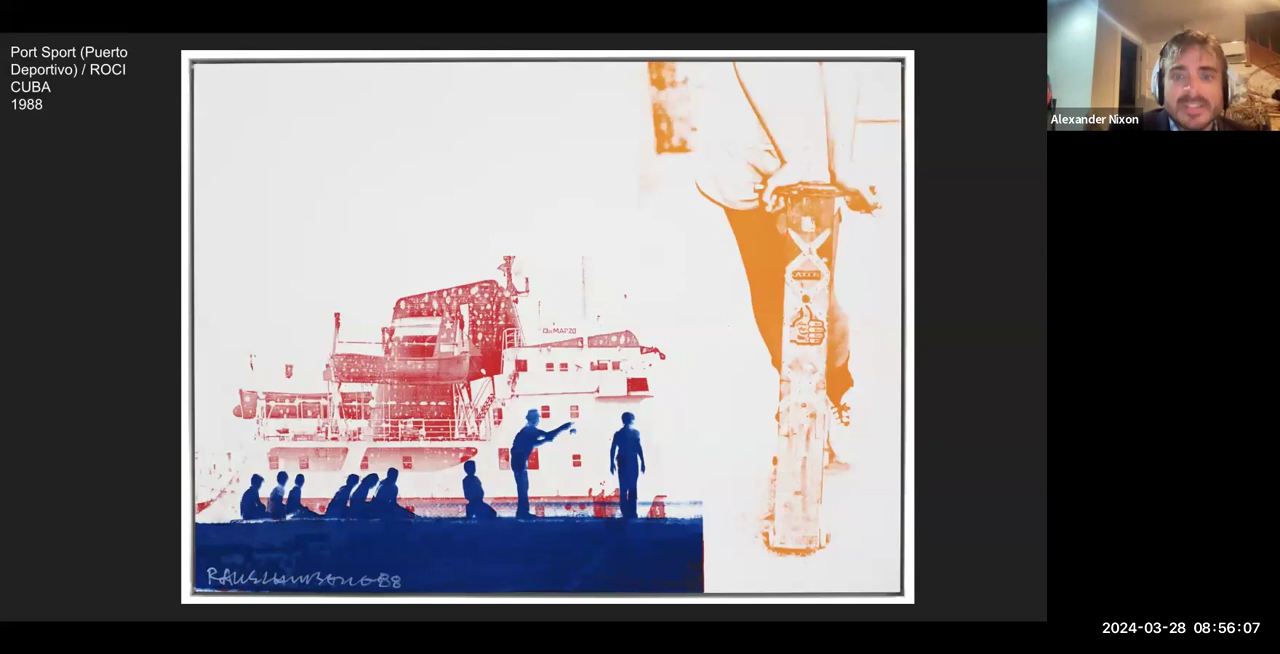 Port Sport (Puerto
Deportivo) / ROCI
CUBA
1988
Alexander Nixon
RAUSCHENBERG 88
2024-03-28 08:56:07